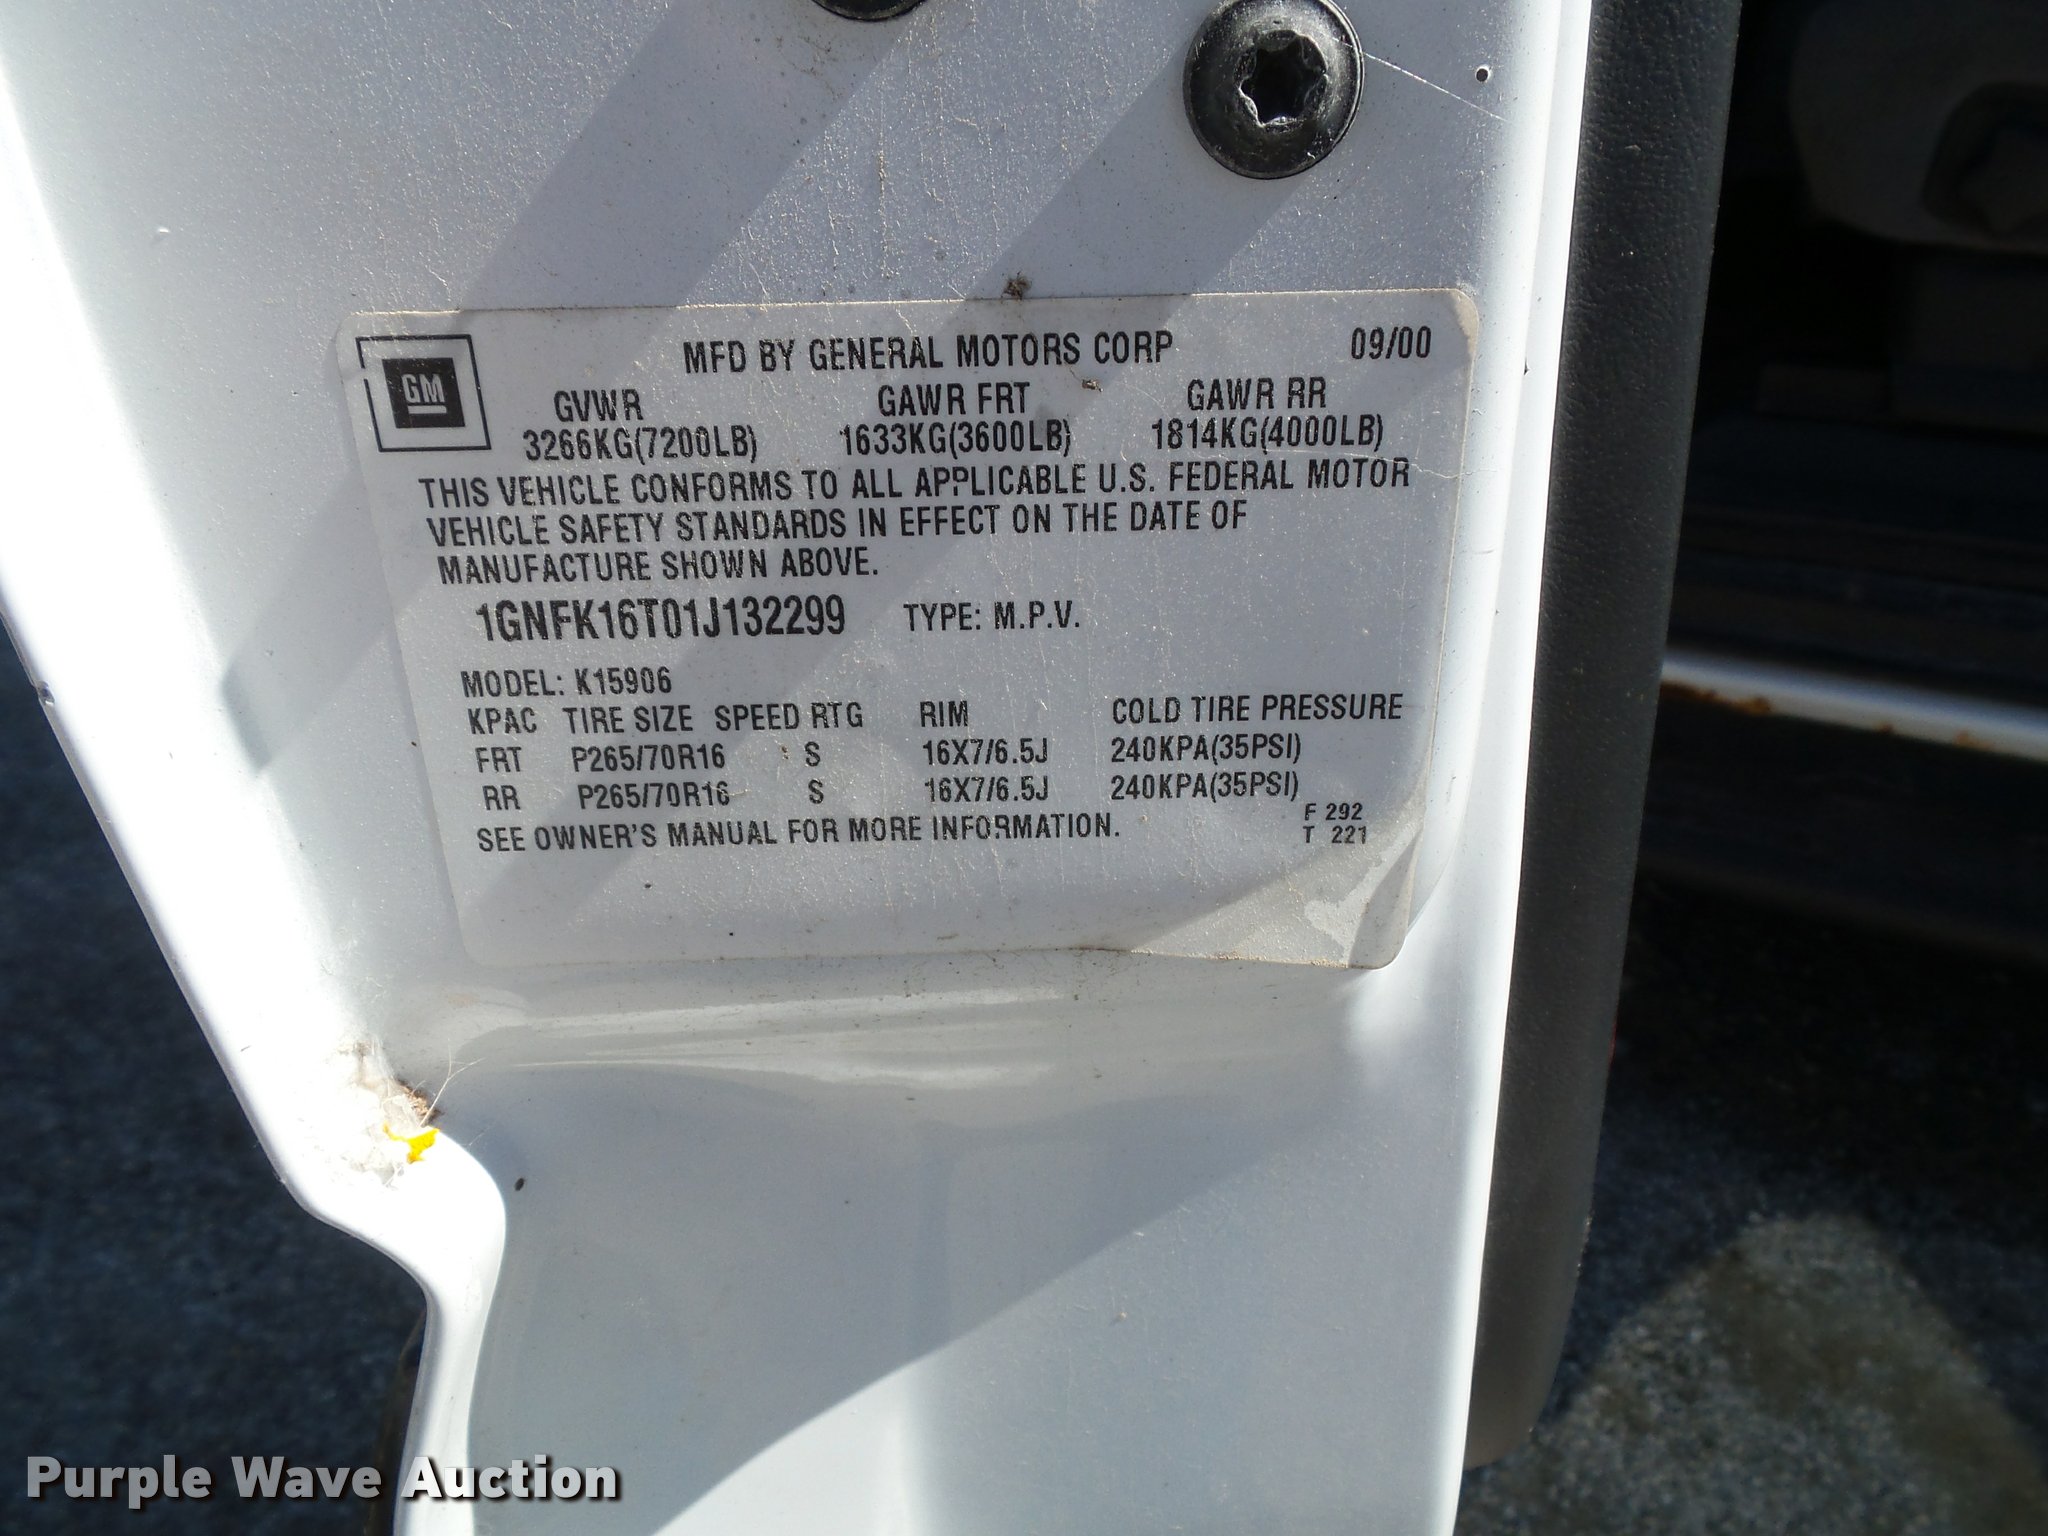 MFD BY GENERAL MOTORS CORP 09/00
GM
GVWR GAWR FRT GAWR RR
3266KG(7200LB) 1633KG(3600LB) 1814KG(4000LB)
THIS VEHICLE CONFORMS TO ALL APPLICABLE U.S. FEDERAL MOTOR
VEHICLE SAFETY STANDARDS IN EFFECT ON THE DATE OF
MANUFACTURE SHOWN ABOVE.
1GNFK16T01J132299 TYPE: M.P.V.
MODEL: K15906
KPAC TIRE SIZE SPEED RTG RIM COLD TIRE PRESSURE
FRT P265/70R16 S 16X7/6.5J 240KPA(35PSI)
RR P265/70R16 S 16X7/6.5J 240KPA(35PSI)
SEE OWNER'S MANUAL FOR MORE INFORMATION.
F 292
T 221
Purple Wave Auction